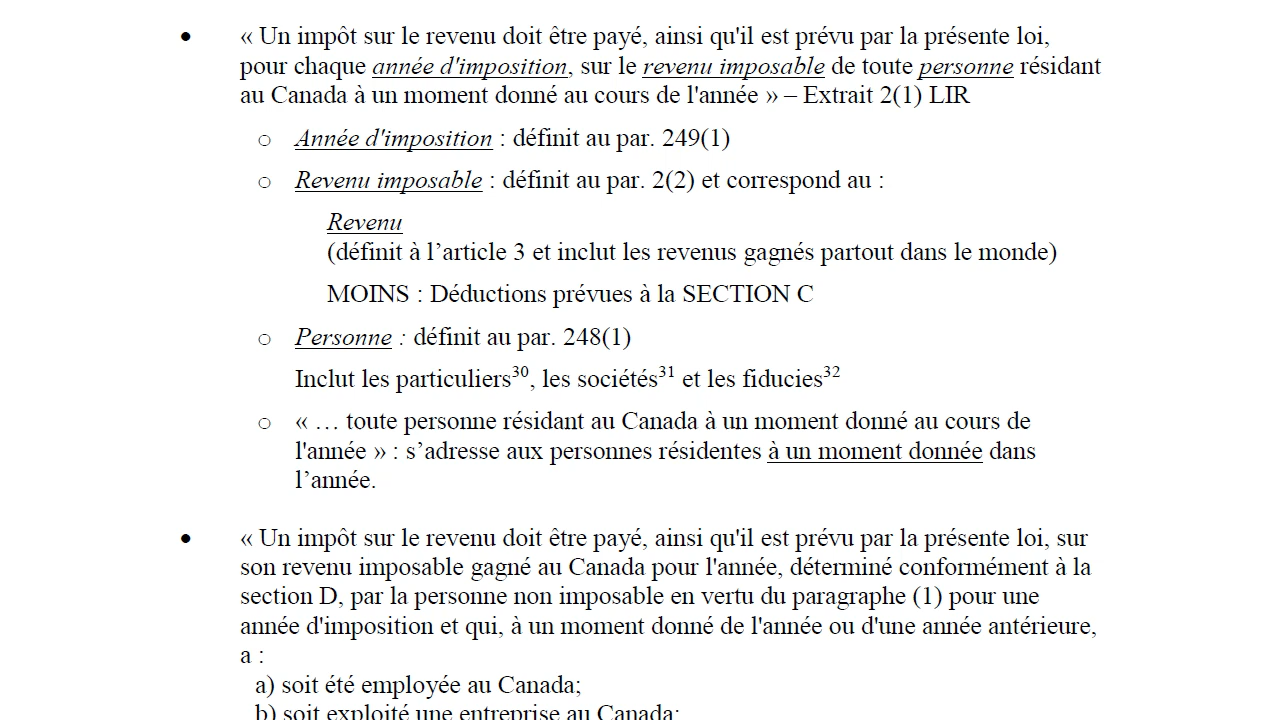 • « Un impôt sur le revenu doit être payé, ainsi qu'il est prévu par la présente loi,
pour chaque année d'imposition, sur le revenu imposable de toute personne résidant
au Canada à un moment donné au cours de l'année » – Extrait 2(1) LIR
o Année d'imposition : définit au par. 249(1)
o Revenu imposable : définit au par. 2(2) et correspond au :
Revenu
(définit à l’article 3 et inclut les revenus gagnés partout dans le monde)
MOINS : Déductions prévues à la SECTION C
o Personne : définit au par. 248(1)
Inclut les particuliers30, les sociétés31 et les fiducies32
o « … toute personne résidant au Canada à un moment donné au cours de
l'année » : s’adresse aux personnes résidentes à un moment donnée dans
l’année.
• « Un impôt sur le revenu doit être payé, ainsi qu'il est prévu par la présente loi, sur
son revenu imposable gagné au Canada pour l'année, déterminé conformément à la
section D, par la personne non imposable en vertu du paragraphe (1) pour une
année d'imposition et qui, à un moment donné de l'année ou d'une année antérieure,
a :
a) soit été employée au Canada;
b) soit exploité une entreprise au Canada;